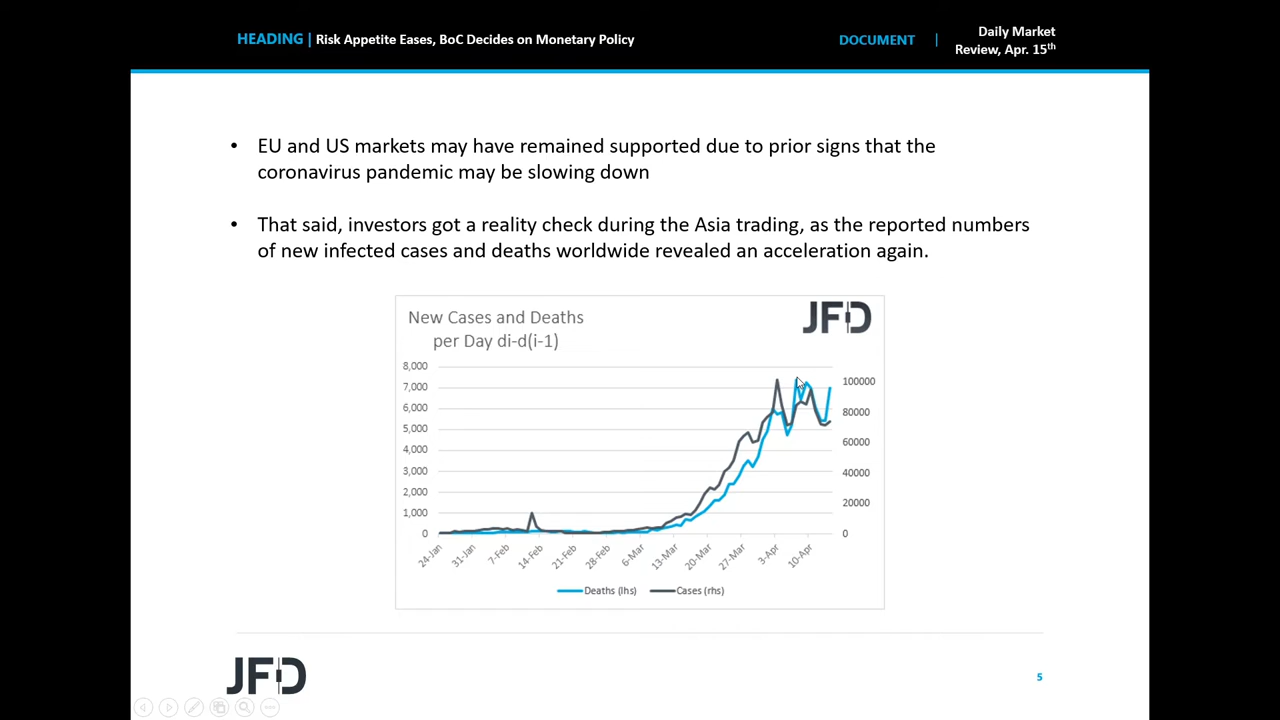 HEADING | Risk Appetite Eases, BoC Decides on Monetary Policy
DOCUMENT |
Daily Market
Review, Apr. 15th
• EU and US markets may have remained supported due to prior signs that the
coronavirus pandemic may be slowing down
• That said, investors got a reality check during the Asia trading, as the reported numbers
of new infected cases and deaths worldwide revealed an acceleration again.
New Cases and Deaths
per Day di-d(i-1)
JFD
8,000
7,000
6,000
5,000
4,000
3,000
2,000
1,000
0
100000
80000
60000
40000
20000
0
24-Jan
31-Jan
7-Feb
14-Feb
21-Feb
28-Feb
6-Mar
13-Mar
20-Mar
27-Mar
3-Apr
10-Apr
Deaths (lhs)
Cases (rhs)
JFD
5